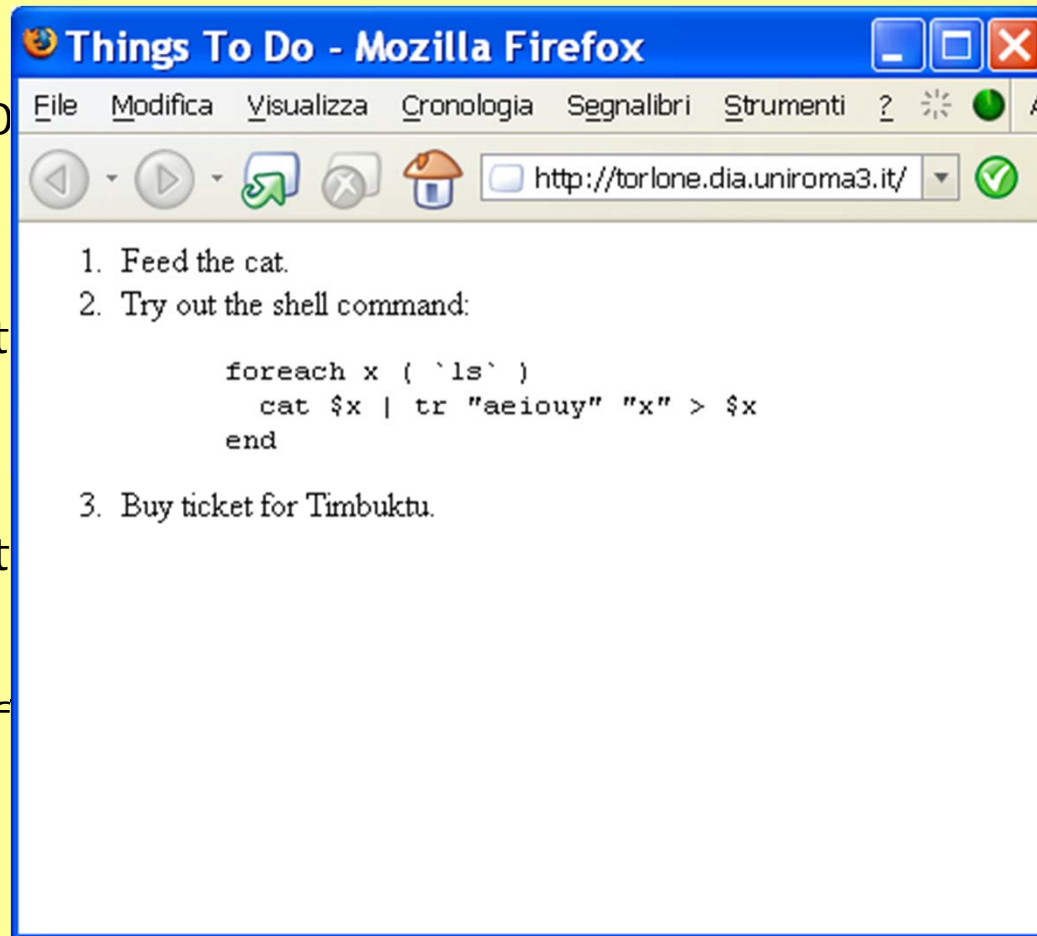 Things To Do - Mozilla Firefox
File Modifica Visualizza Cronologia Segnalibri Strumenti ?
http://torlone.dia.uniroma3.it/
1. Feed the cat.
2. Try out the shell command:
foreach x ( `ls` )
cat $x | tr "aeiouy" "x" > $x
end
3. Buy ticket for Timbuktu.